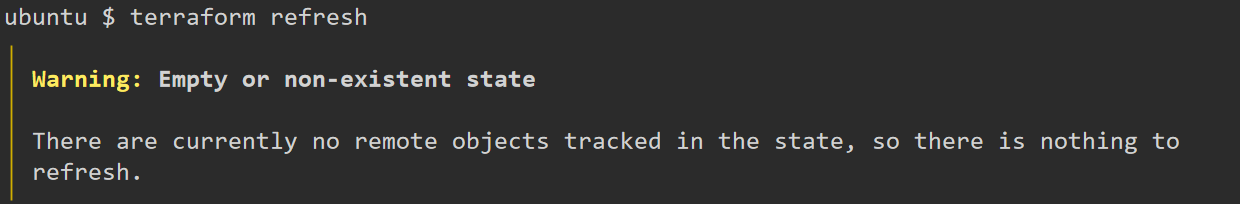 ubuntu $ terraform refresh
Warning: Empty or non-existent state
There are currently no remote objects tracked in the state, so there is nothing to
refresh.